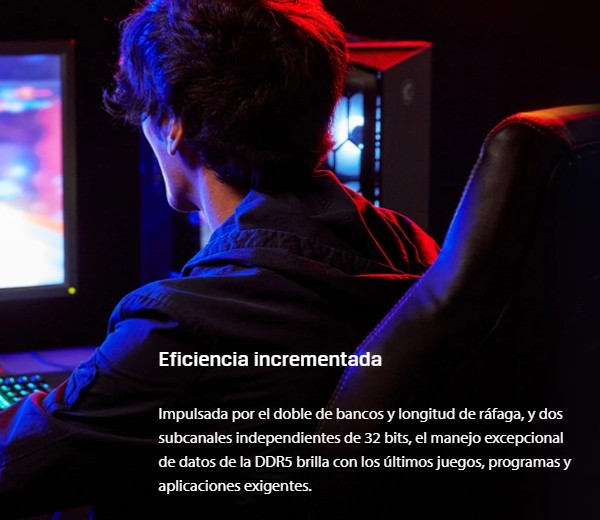 Eficiencia incrementada
Impulsada por el doble de bancos y longitud de ráfaga, y dos
subcanales independientes de 32 bits, el manejo excepcional
de datos de la DDR5 brilla con los últimos juegos, programas y
aplicaciones exigentes.